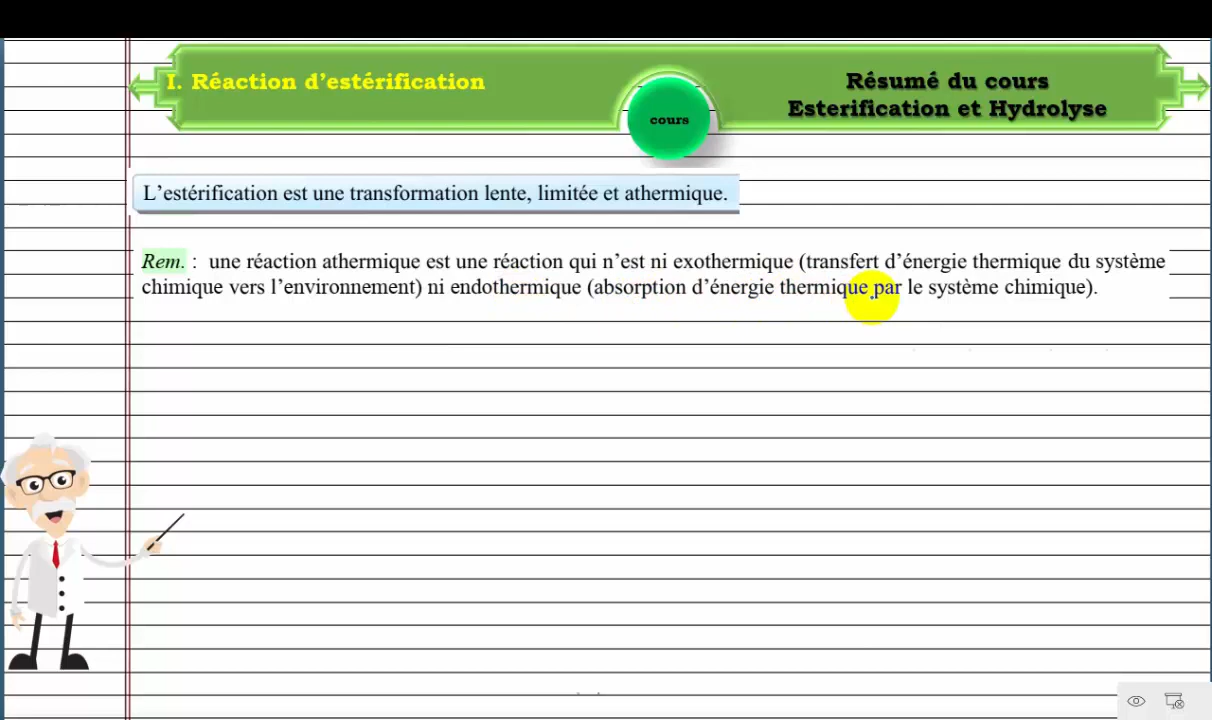 I. Réaction d’estérification
cours
Résumé du cours
Esterification et Hydrolyse
L’estérification est une transformation lente, limitée et athermique.
Rem. : une réaction athermique est une réaction qui n’est ni exothermique (transfert d’énergie thermique du système
chimique vers l’environnement) ni endothermique (absorption d’énergie thermique par le système chimique).